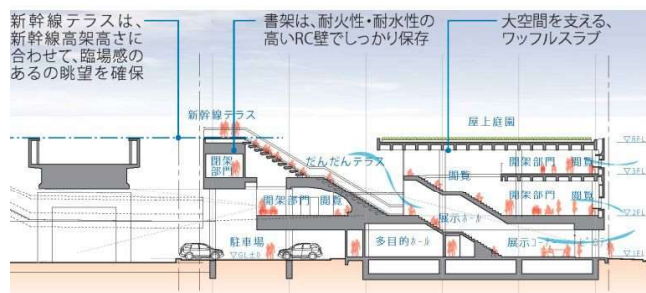 新幹線テラスは、
新幹線高架高さに
合わせて、臨場感の
あるの眺望を確保
書架は、耐火性・耐水性の
高いRC壁でしっかり保存
大空間を支える、
ワッフルスラブ
新幹線テラス
屋上庭園
開架
部門
だんだんテラス
閲覧
開架部門
閲覧
開架部門
閲覧
開架部門
閲覧
展示ホール
駐車場
▽GL±0
多目的ホール
展示コーナー
▽3FL
▽2FL
▽1FL